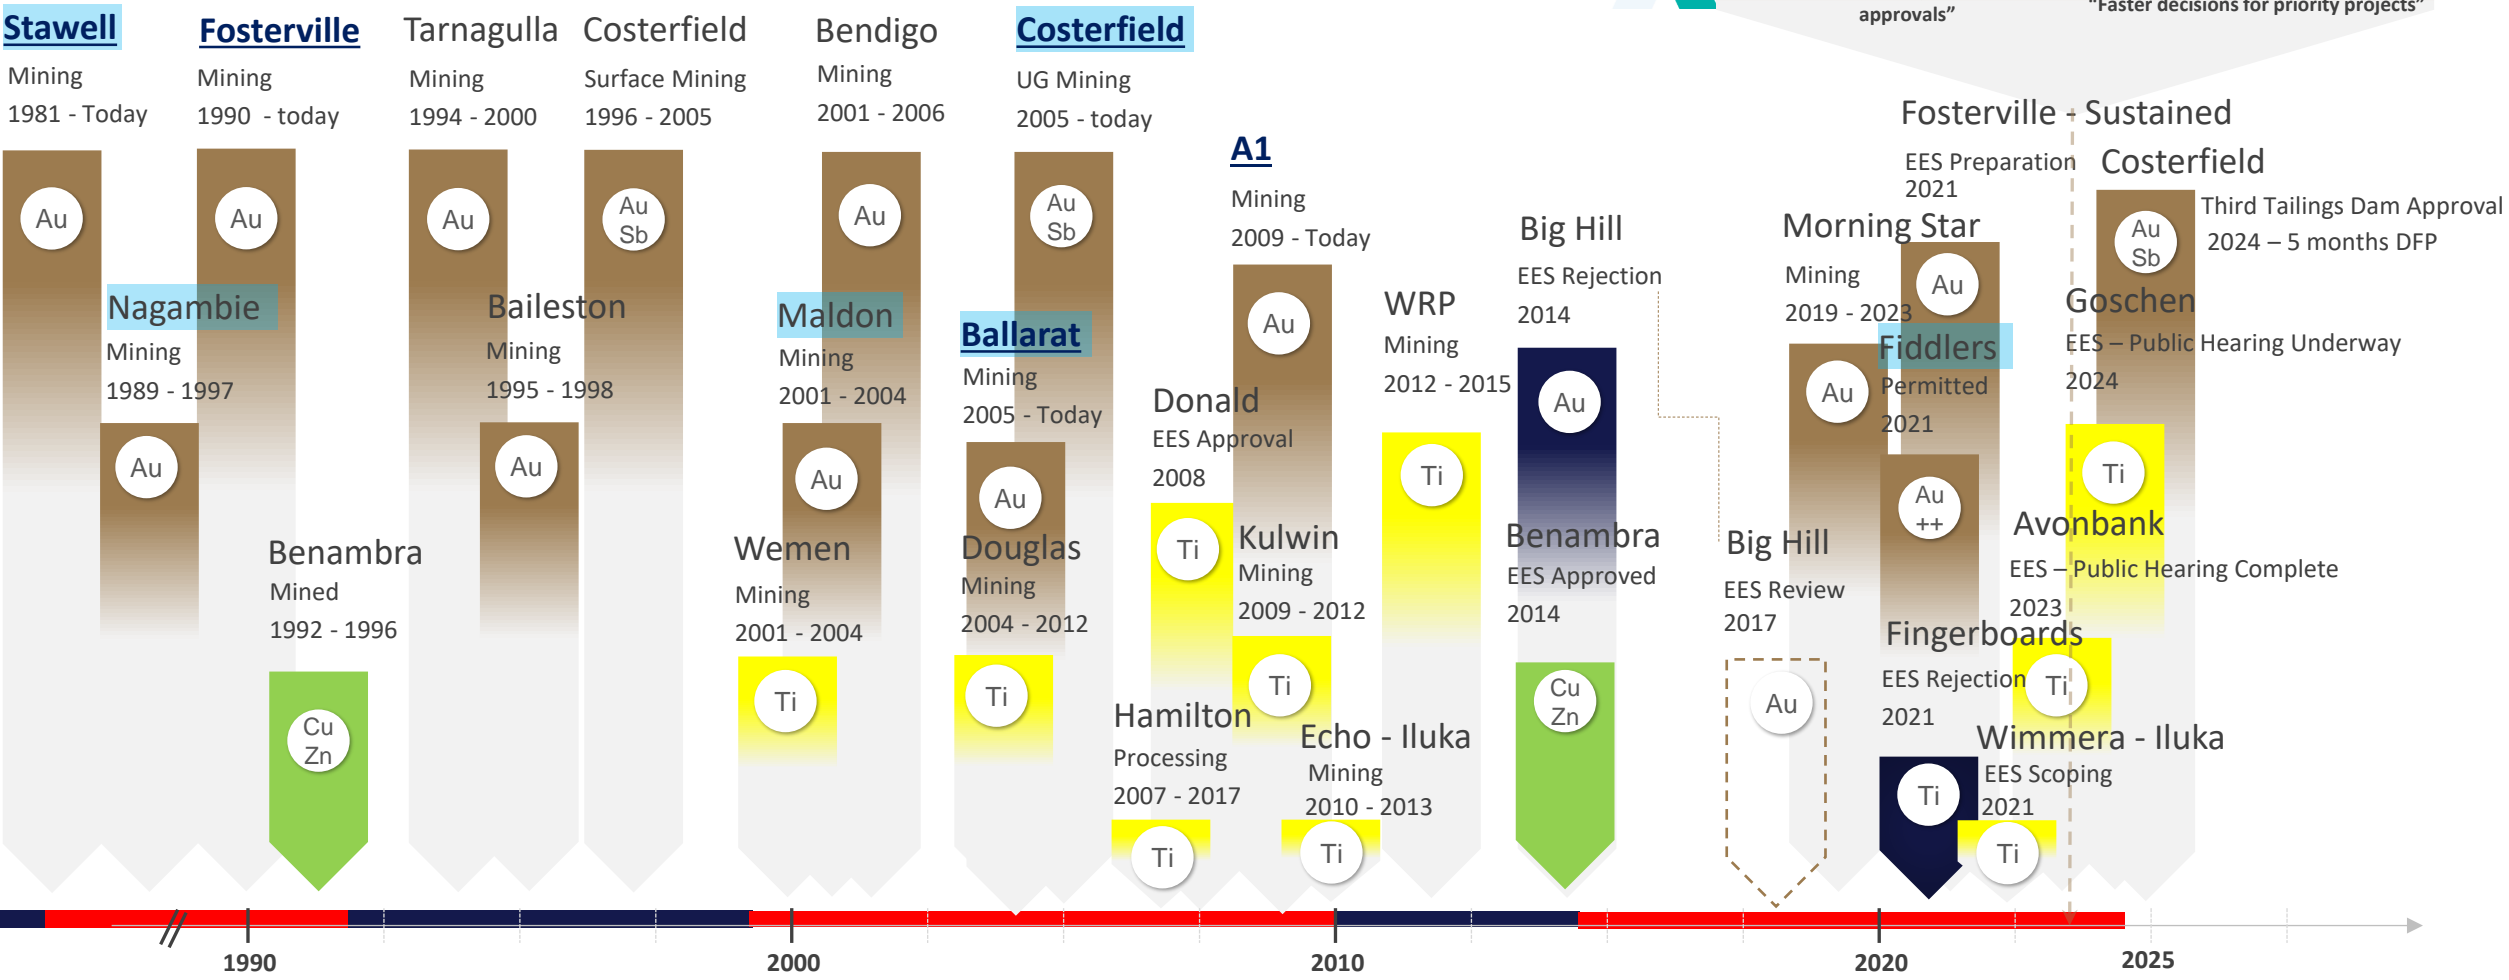 approvals”
“Faster decisions for priority projects”
Stawell
Mining
1981 - Today
Au
Fosterville
Mining
1990 - today
Au
Tarnagulla
Mining
1994 - 2000
Au
Costerfield
Surface Mining
1996 - 2005
Au
Sb
Bendigo
Mining
2001 - 2006
Au
Costerfield
UG Mining
2005 - today
Au
Sb
A1
Mining
2009 - Today
Au
Big Hill
EES Rejection
2014
Au
Fosterville - Sustained
EES Preparation
2021
Au
Costerfield
Third Tailings Dam Approval
2024 – 5 months DFP
Au
Sb
Morning Star
Mining
2019 - 2023
Au
Nagambie
Mining
1989 - 1997
Au
Baileston
Mining
1995 - 1998
Au
Maldon
Mining
2001 - 2004
Au
Ballarat
Mining
2005 - Today
Au
Donald
EES Approval
2008
Ti
WRP
Mining
2012 - 2015
Ti
Fiddlers
Permitted
2021
Au
++
Goschen
EES – Public Hearing Underway
2024
Ti
Benambra
Mined
1992 - 1996
Cu
Zn
Wemen
Mining
2001 - 2004
Ti
Douglas
Mining
2004 - 2012
Ti
Kulwin
Mining
2009 - 2012
Ti
Benambra
EES Approved
2014
Cu
Zn
Big Hill
EES Review
2017
Au
Avonbank
EES – Public Hearing Complete
2023
Ti
Fingerboards
EES Rejection
2021
Ti
Hamilton
Processing
2007 - 2017
Ti
Echo - Iluka
Mining
2010 - 2013
Ti
Wimmera - Iluka
EES Scoping
2021
Ti
1990
2000
2010
2020
2025